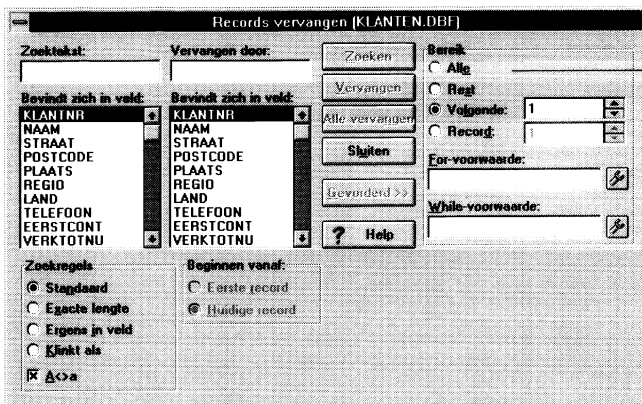 Records vervangen (KLANTEN.DBF)
Zoektekst:
Vervangen door:
Bevindt zich in veld:
KLANTNR
NAAM
STRAAT
POSTCODE
PLAATS
REGIO
LAND
TELEFOON
EERSTCONT
VERKTOTNU
Bevindt zich in veld:
KLANTNR
NAAM
STRAAT
POSTCODE
PLAATS
REGIO
LAND
TELEFOON
EERSTCONT
VERKTOTNU
Zoeken
Vervangen
Alle vervangen
Sluiten
Gevorderd >>
? Help
Bereik
Alle
Rest
Volgende: 1
Record: 1
For-voorwaarde:
While-voorwaarde:
Zoekregels
Standaard
Exacte lengte
Ergens in veld
Klinkt als
A<>a
Beginnen vanaf:
Eerste record
Huidige record